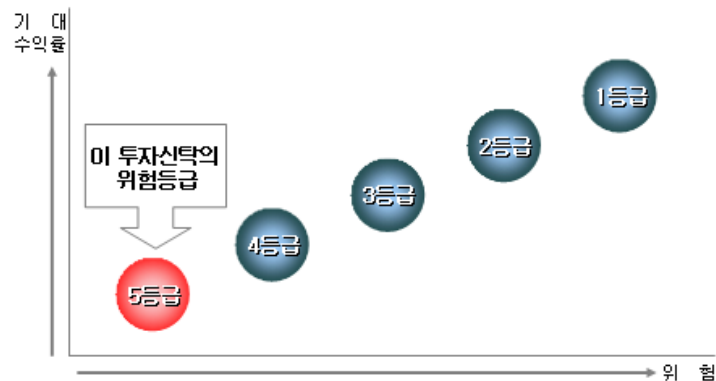 기 대
수익률
1등급
2등급
이 투자신탁의
위험등급
3등급
4등급
5등급
위 험